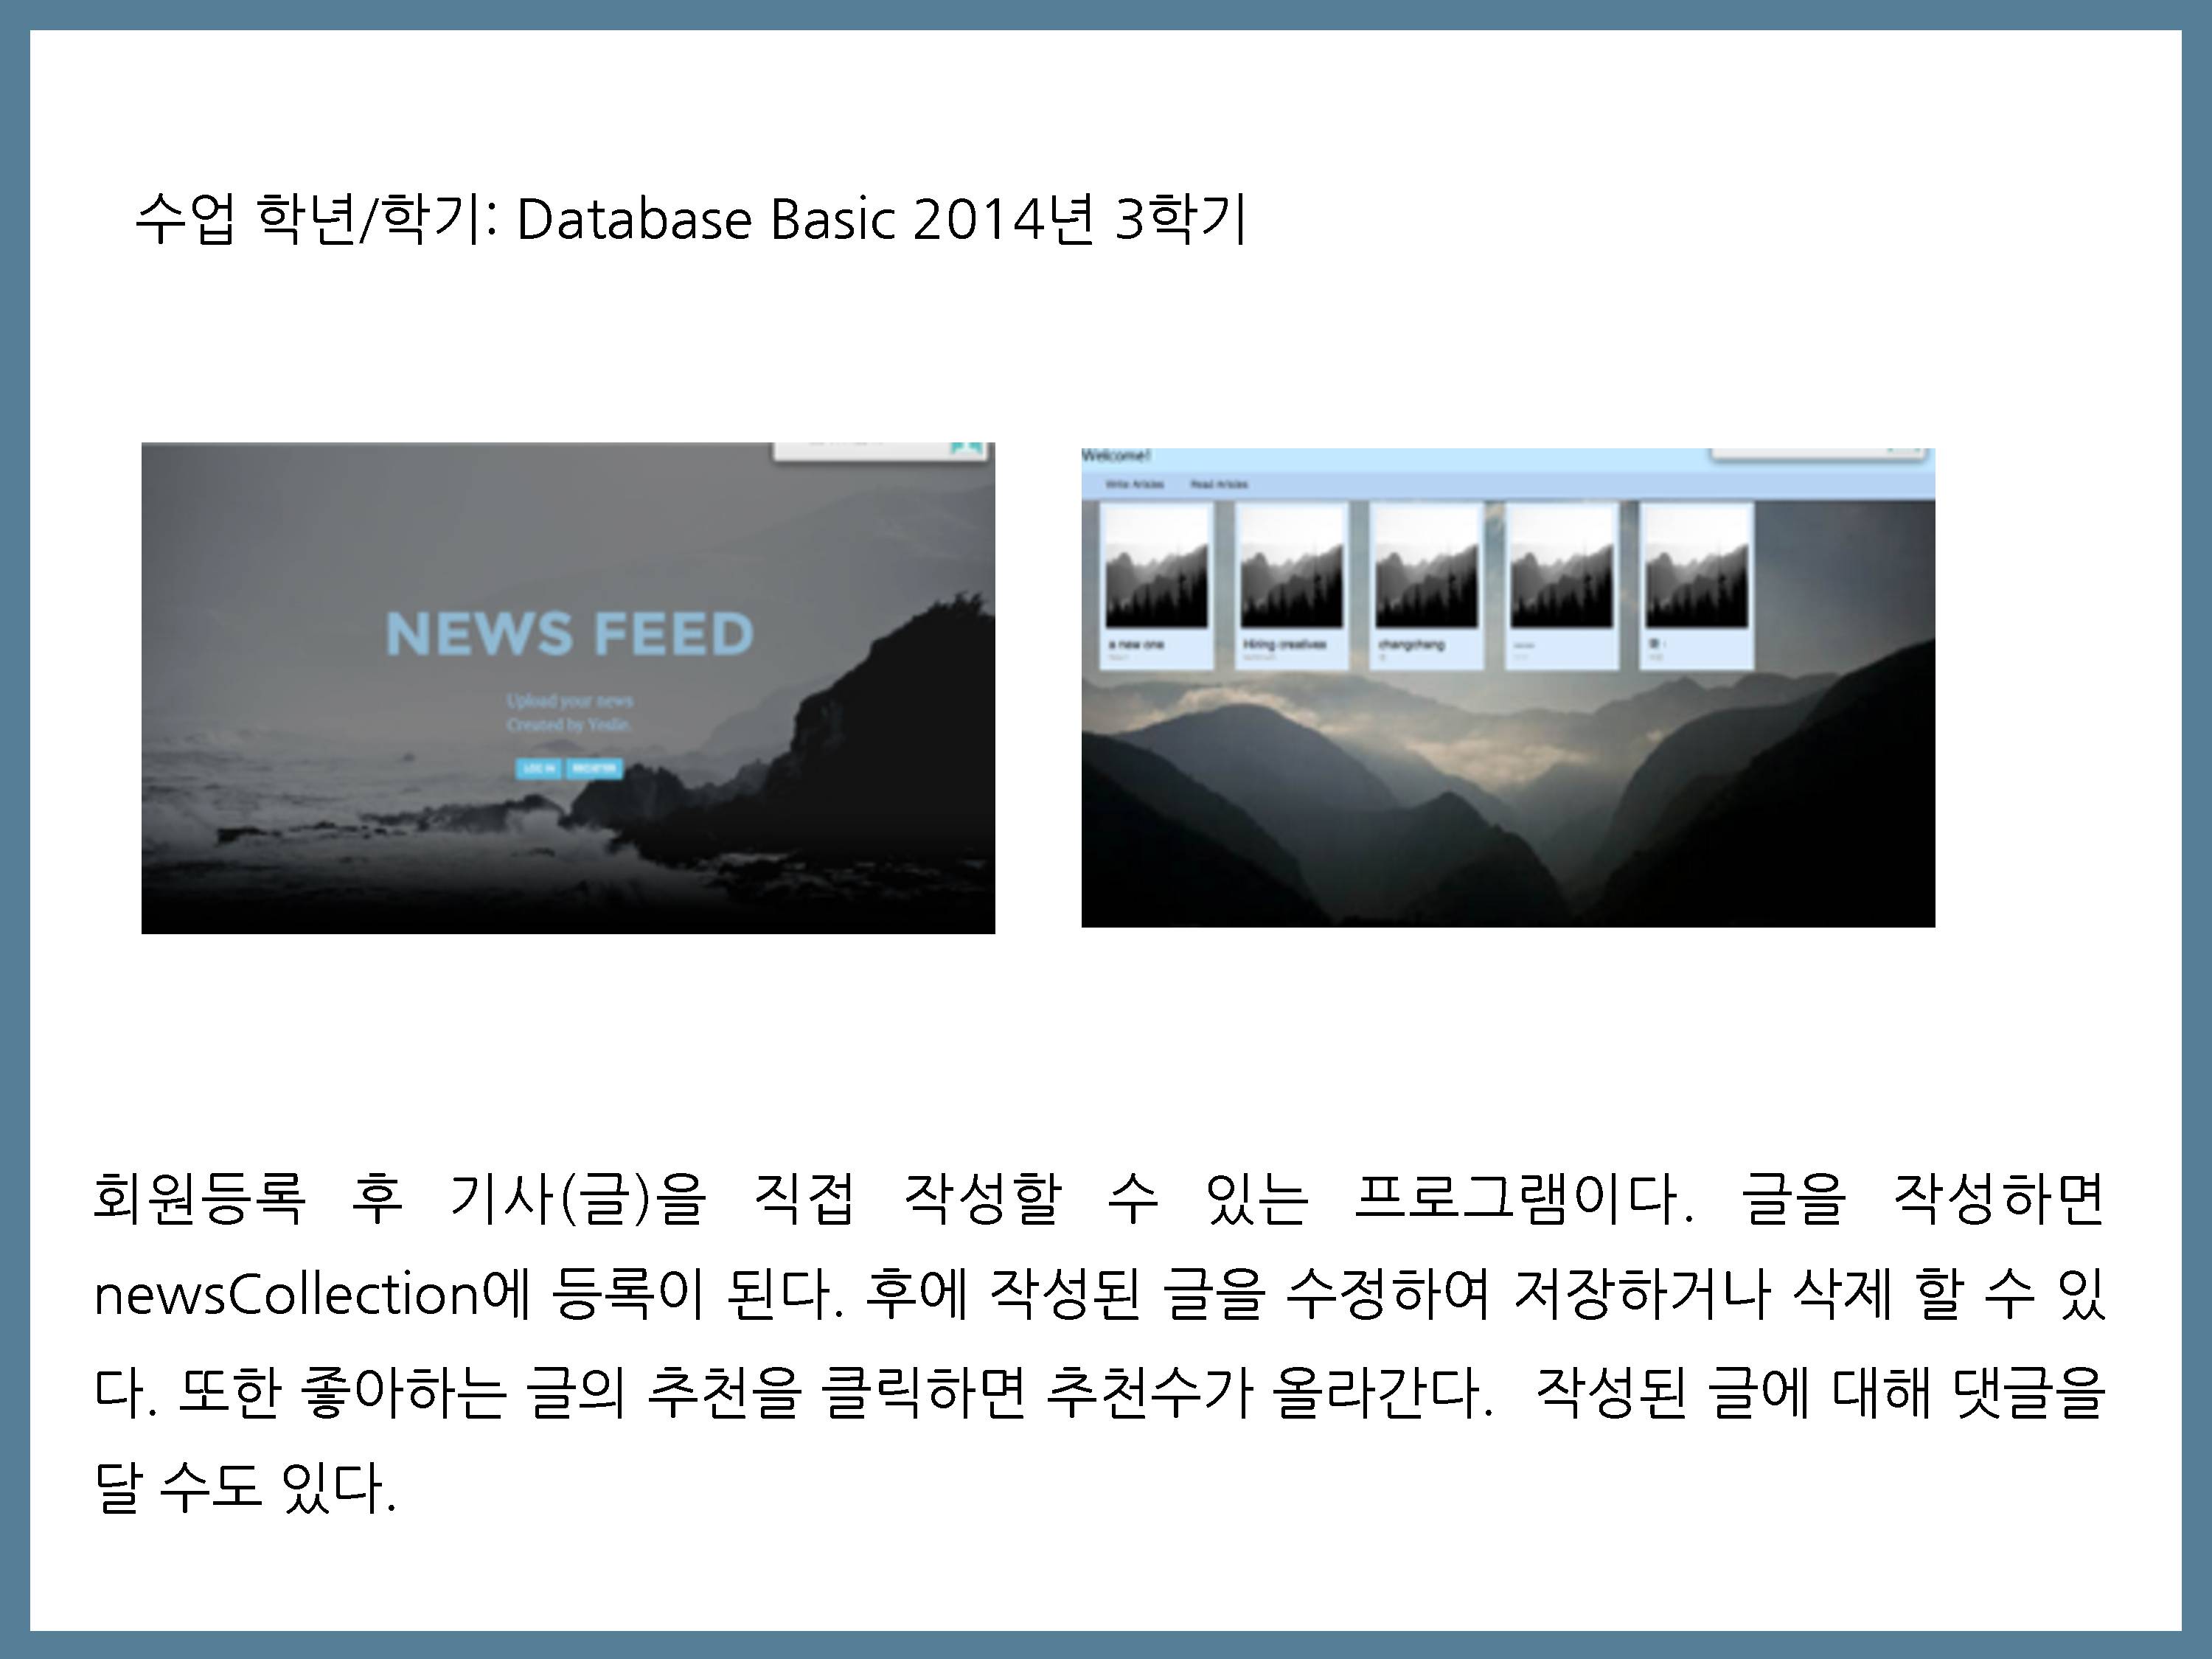 수업 학년/학기: Database Basic 2014년 3학기
NEWS FEED
Upload your news
Created by Yeslie.
LOG IN REGISTER
Welcome!
Write Articles Read Articles
a new one
Hiring creatives
changchang
회원등록 후 기사(글)을 직접 작성할 수 있는 프로그램이다. 글을 작성하면
newsCollection에 등록이 된다. 후에 작성된 글을 수정하여 저장하거나 삭제 할 수 있
다. 또한 좋아하는 글의 추천을 클릭하면 추천수가 올라간다. 작성된 글에 대해 댓글을
달 수도 있다.